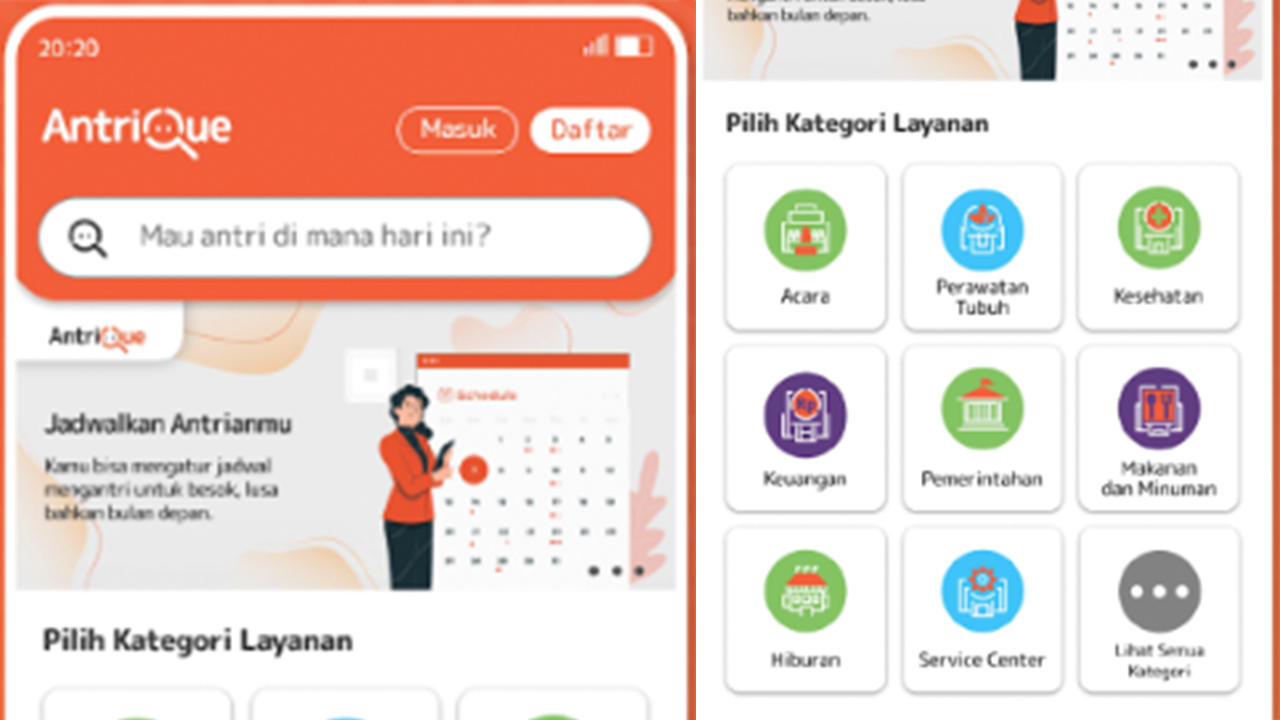 20:20
AntriQue
Masuk
Daftar
Mau antri di mana hari ini?
AntriQue
Schedule
Jadwalkan Antrianmu
Kamu bisa mengatur jadwal
mengantri untuk besok, lusa
bahkan bulan depan.
Pilih Kategori Layanan
bahkan bulan depan.
Pilih Kategori Layanan
Acara
Perawatan
Tubuh
Kesehatan
Rp
Keuangan
Pemerintahan
Makanan
dan Minuman
Hiburan
Service Center
Lihat Semua
Kategori